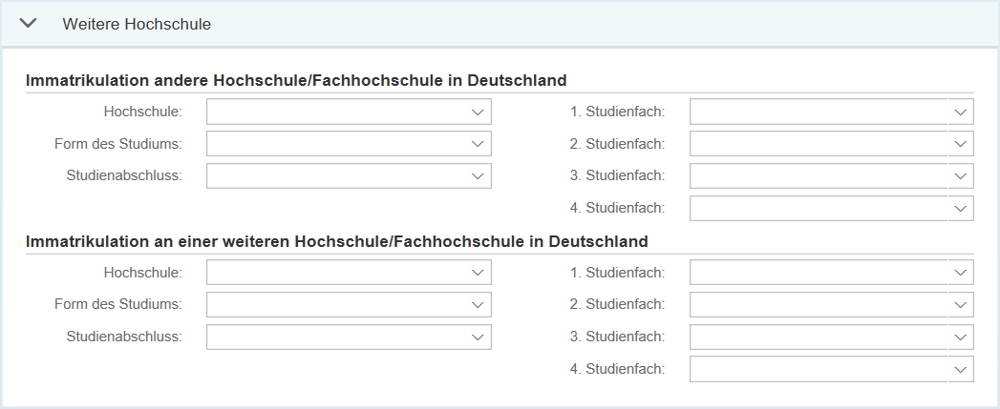 Weitere Hochschule
Immatrikulation andere Hochschule/Fachhochschule in Deutschland
Hochschule: 1. Studienfach:
Form des Studiums: 2. Studienfach:
Studienabschluss: 3. Studienfach:
4. Studienfach:
Immatrikulation an einer weiteren Hochschule/Fachhochschule in Deutschland
Hochschule: 1. Studienfach:
Form des Studiums: 2. Studienfach:
Studienabschluss: 3. Studienfach:
4. Studienfach: